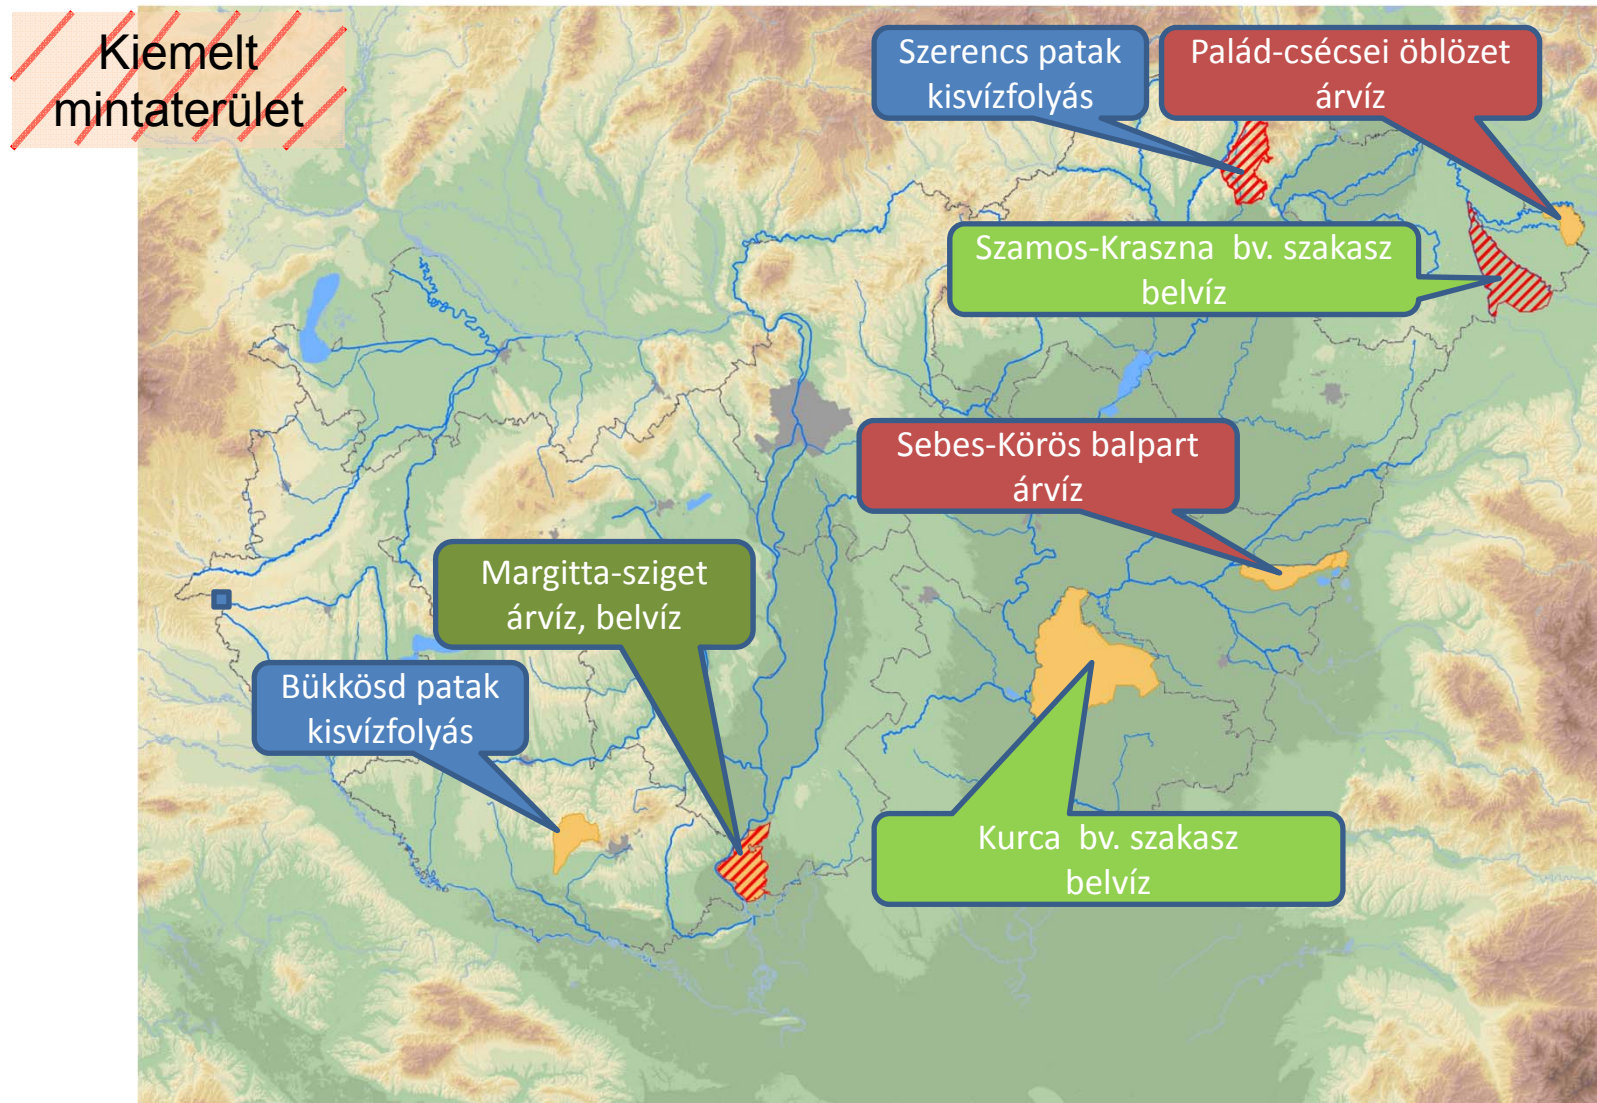 Kiemelt
mintaterület
Szerencs patak
kisvízfolyás
Palád-csécsei öblözet
árvíz
Szamos-Kraszna bv. szakasz
belvíz
Sebes-Körös balpart
árvíz
Margitta-sziget
árvíz, belvíz
Bükkösd patak
kisvízfolyás
Kurca bv. szakasz
belvíz